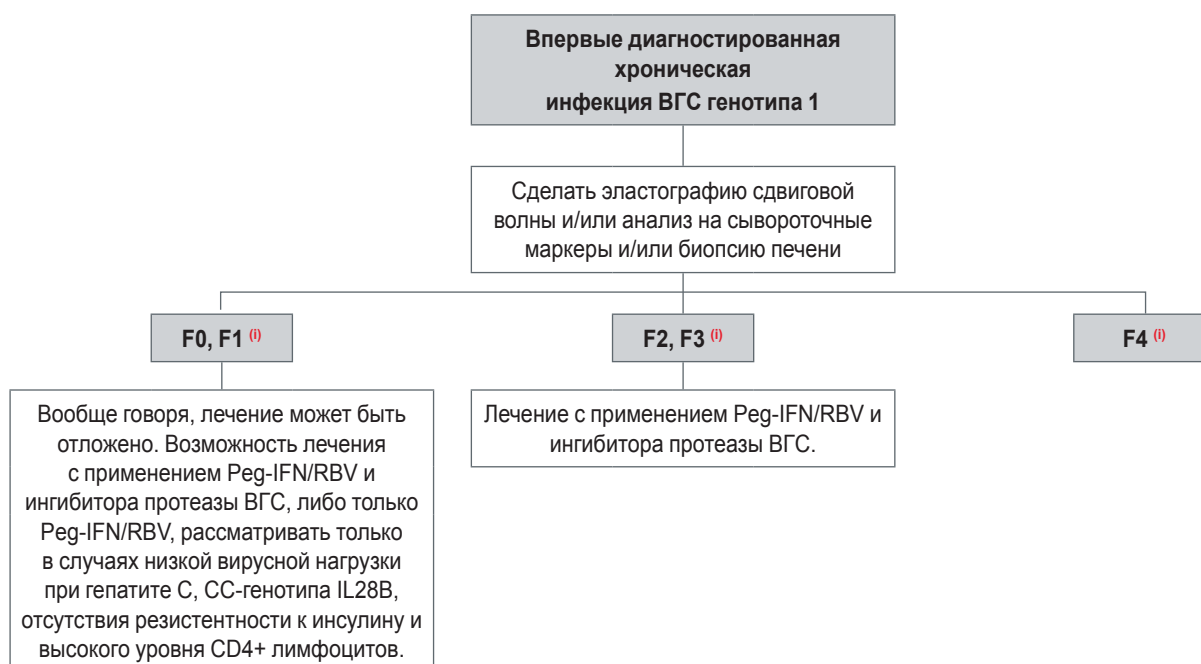 Впервые диагностированная
хроническая
инфекция ВГС генотипа 1
Сделать эластографию сдвиговой
волны и/или анализ на сывороточные
маркеры и/или биопсию печени
F0, F1 (i)
F2, F3 (i)
F4 (i)
Вообще говоря, лечение может быть
отложено. Возможность лечения
с применением Peg-IFN/RBV и
ингибитора протеазы ВГС, либо только
Peg-IFN/RBV, рассматривать только
в случаях низкой вирусной нагрузки
при гепатите С, CC-генотипа IL28B,
отсутствия резистентности к инсулину и
высокого уровня CD4+ лимфоцитов.
Лечение с применением Peg-IFN/RBV и
ингибитора протеазы ВГС.